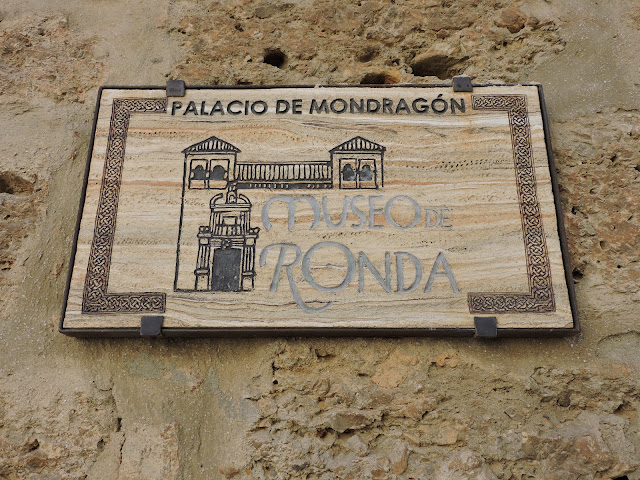 PALACIO DE MONDRAGÓN
MUSEO DE
RONDA